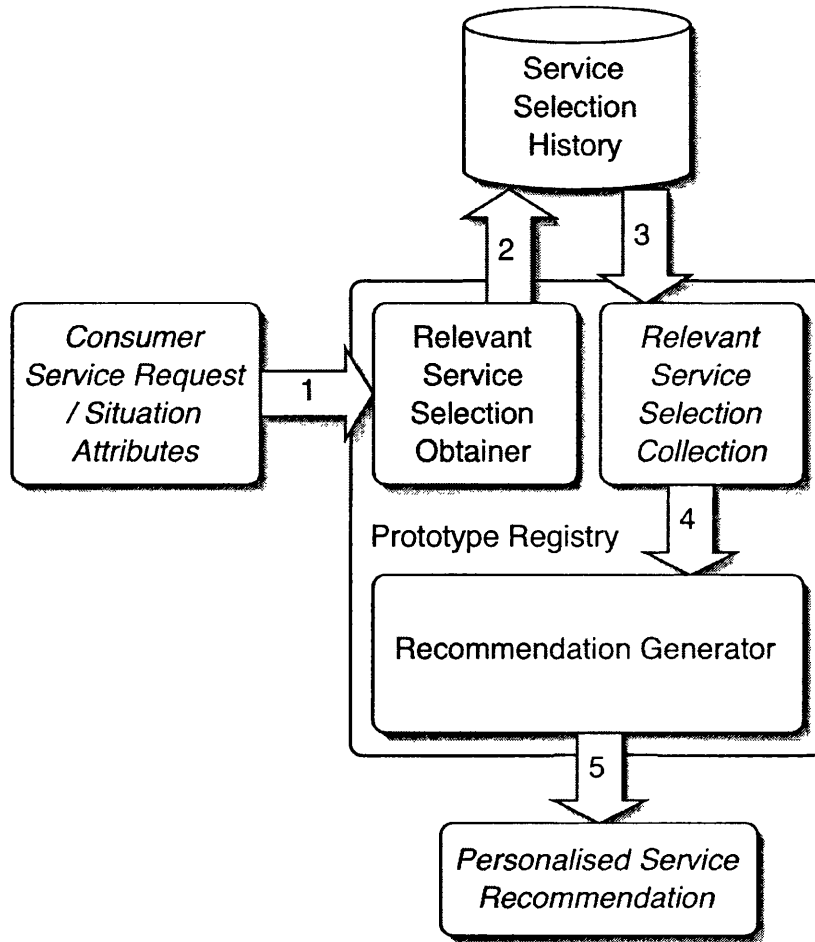 Service
Selection
History
2
3
Consumer
Service Request
/ Situation
Attributes
1
Relevant
Service
Selection
Obtainer
Relevant
Service
Selection
Collection
4
Prototype Registry
Recommendation Generator
5
Personalised Service
Recommendation